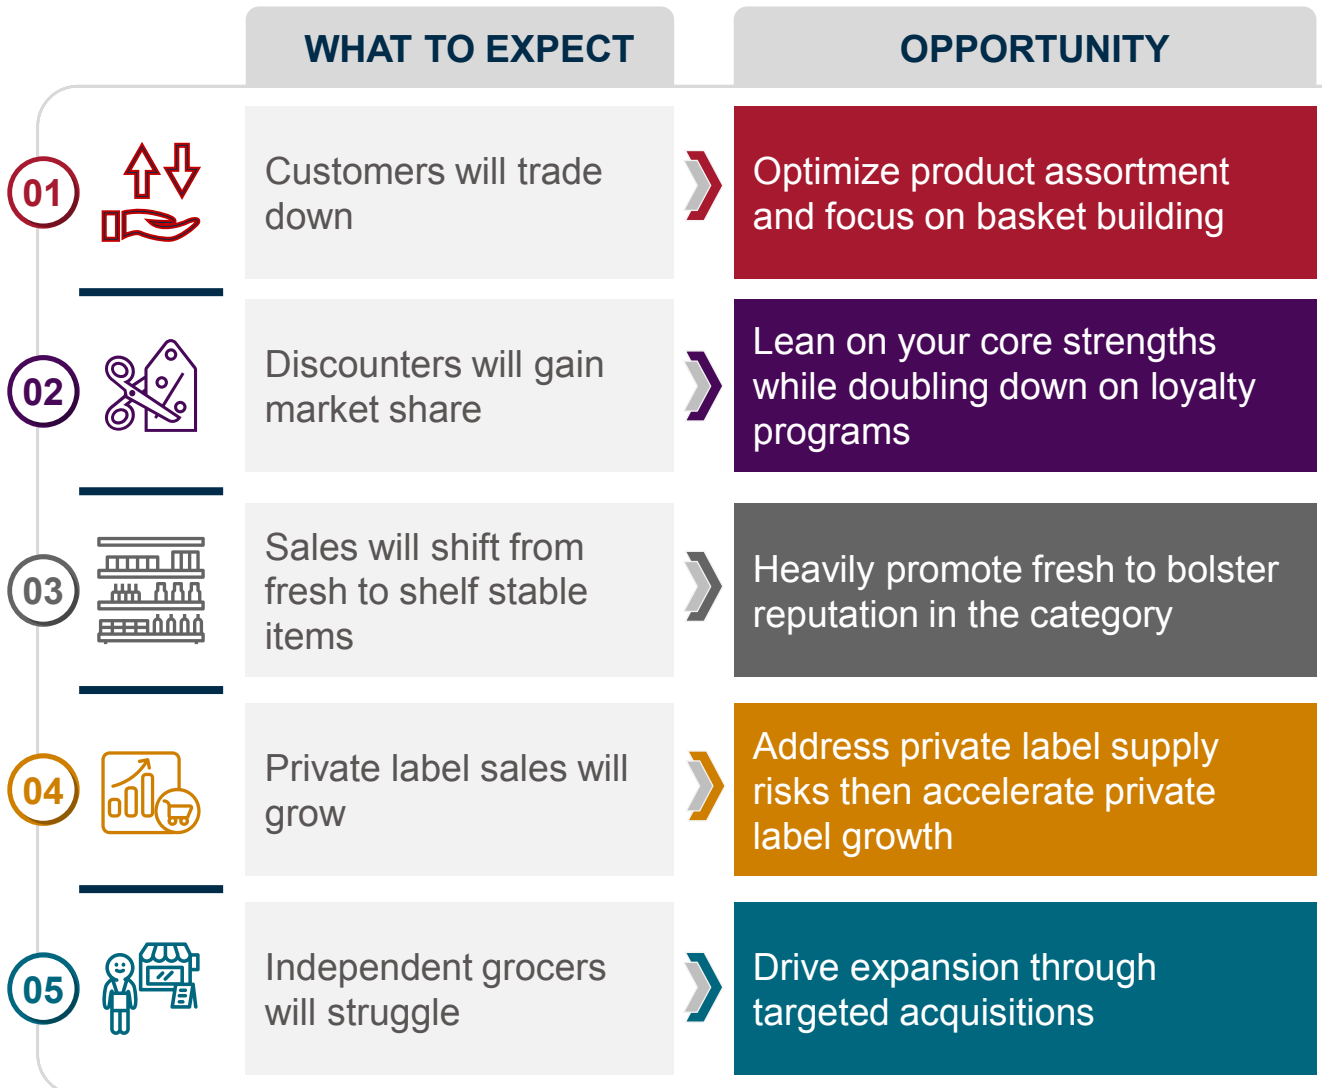 WHAT TO EXPECT
OPPORTUNITY
01
Customers will trade
down
Optimize product assortment
and focus on basket building
02
Discounters will gain
market share
Lean on your core strengths
while doubling down on loyalty
programs
03
Sales will shift from
fresh to shelf stable
items
Heavily promote fresh to bolster
reputation in the category
04
Private label sales will
grow
Address private label supply
risks then accelerate private
label growth
05
Independent grocers
will struggle
Drive expansion through
targeted acquisitions